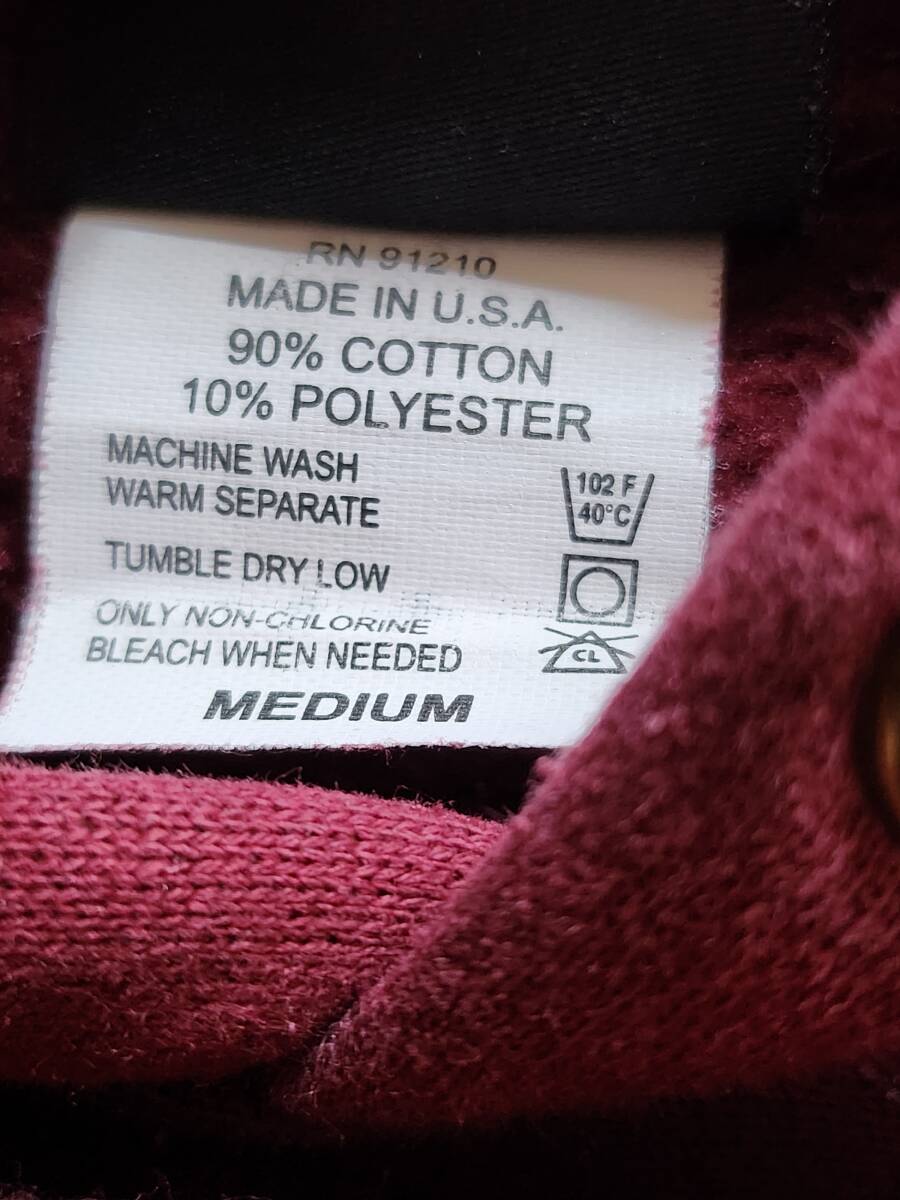 RN 91210
MADE IN U.S.A.
90% COTTON
10% POLYESTER
MACHINE WASH
WARM SEPARATE
102 F
40°C
TUMBLE DRY LOW
ONLY NON-CHLORINE
BLEACH WHEN NEEDED
CL
MEDIUM